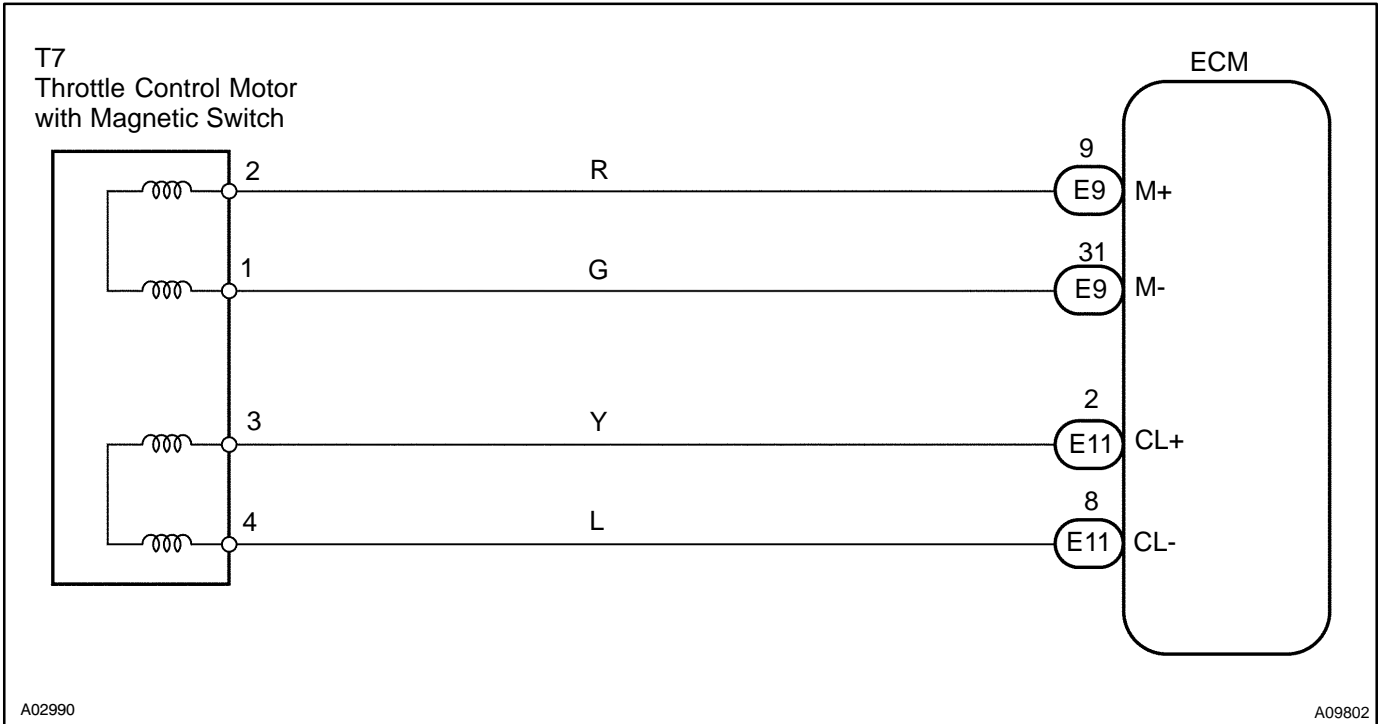 T7
Throttle Control Motor
with Magnetic Switch
ECM
2
R
9
E9
M+
1
G
31
E9
M-
3
Y
2
E11
CL+
4
L
8
E11
CL-
A02990
A09802